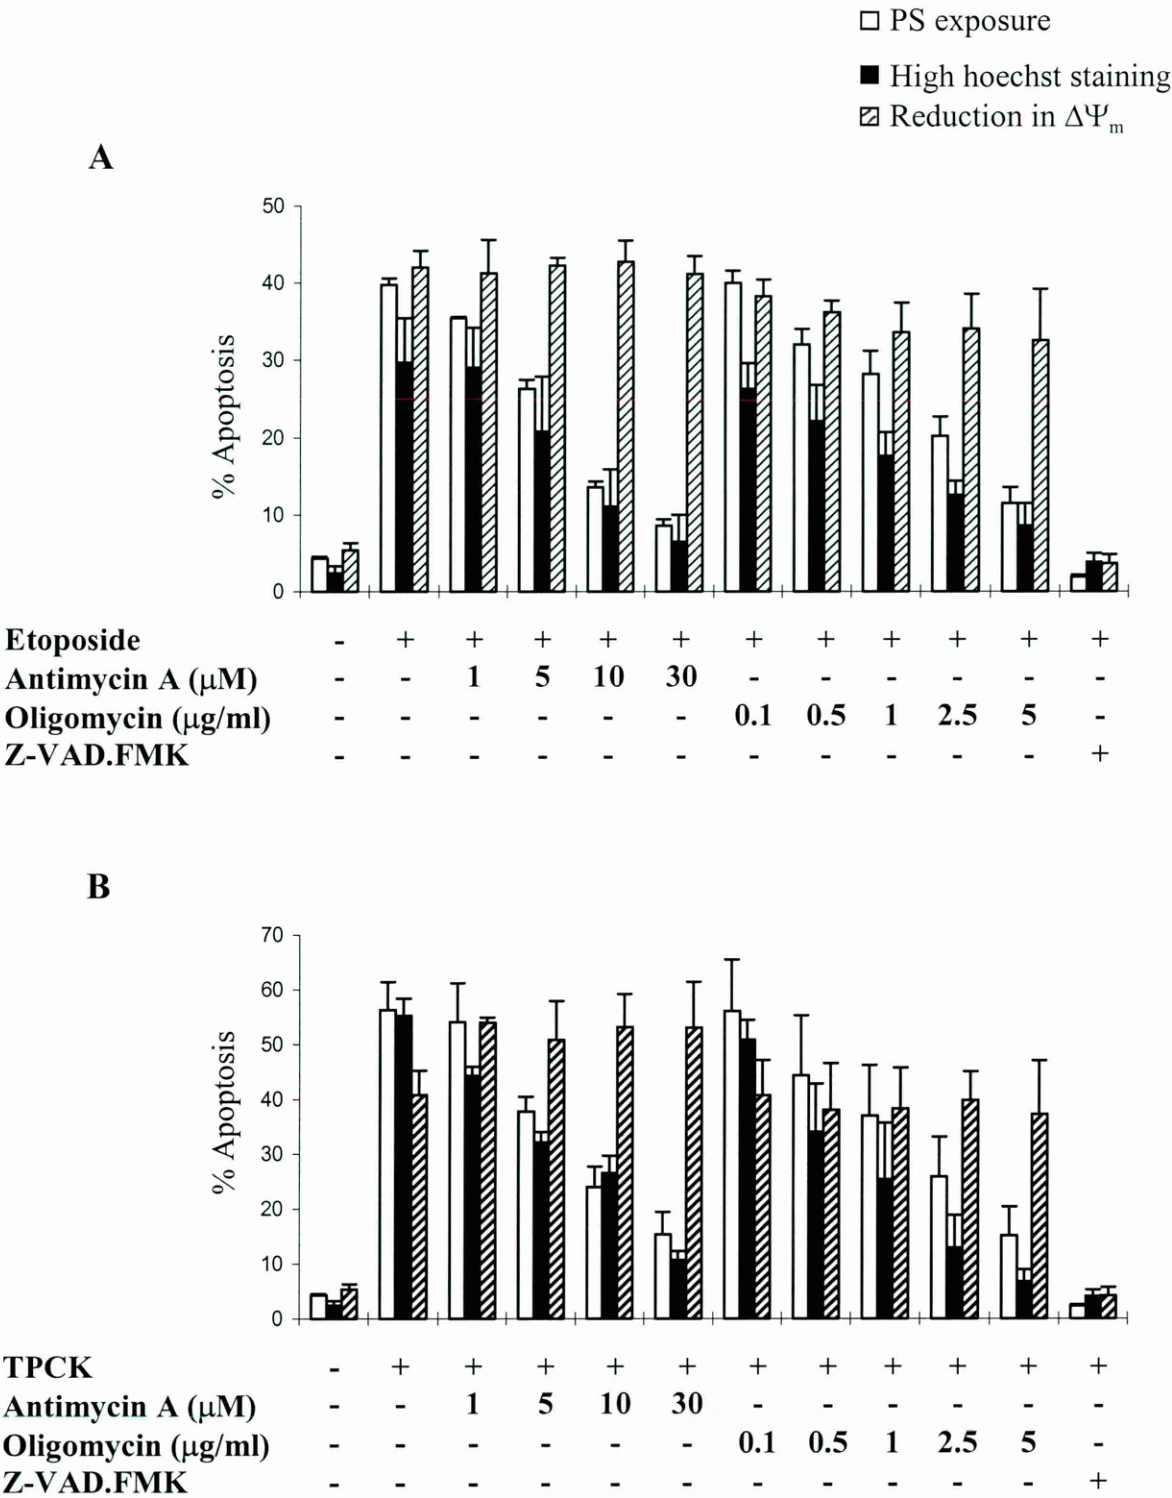 PS exposure
High hoechst staining
Reduction in ΔΨm
A
50
40
30
20
10
0
% Apoptosis
Etoposide - + + + + + + + + + + +
Antimycin A (μM) - - 1 5 10 30 - - - - - -
Oligomycin (μg/ml) - - - - - - 0.1 0.5 1 2.5 5 -
Z-VAD.FMK - - - - - - - - - - - +
B
70
60
50
40
30
20
10
0
% Apoptosis
TPCK - + + + + + + + + + + +
Antimycin A (μM) - - 1 5 10 30 - - - - - -
Oligomycin (μg/ml) - - - - - - 0.1 0.5 1 2.5 5 -
Z-VAD.FMK - - - - - - - - - - - +